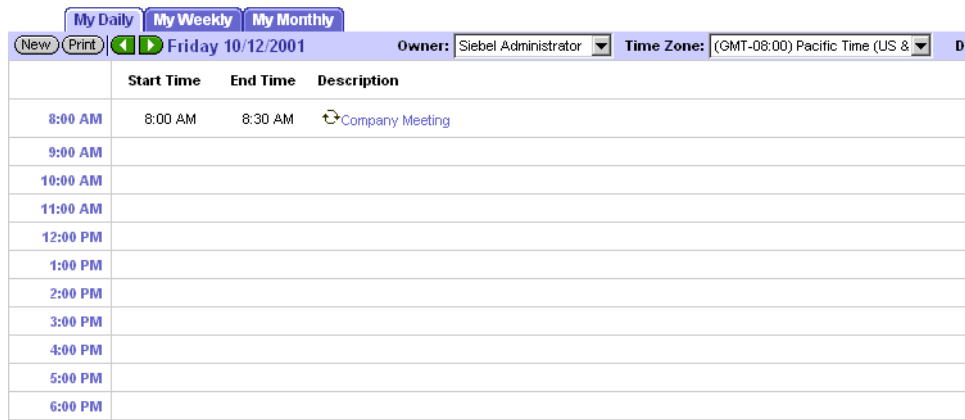 My Daily My Weekly My Monthly
New Print Friday 10/12/2001 Owner: Siebel Administrator Time Zone: (GMT-08:00) Pacific Time (US & D
Start Time End Time Description
8:00 AM 8:00 AM 8:30 AM Company Meeting
9:00 AM
10:00 AM
11:00 AM
12:00 PM
1:00 PM
2:00 PM
3:00 PM
4:00 PM
5:00 PM
6:00 PM